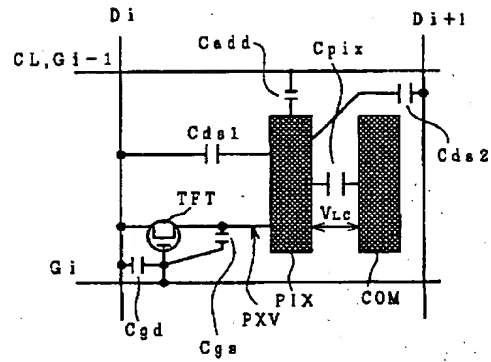 Di
Di+1
Cadd
Cpix
CL,Gi-1
Cds1
Cds2
TFT
VLC
Gi
PIX
COM
Cgd
PXV
Cgs